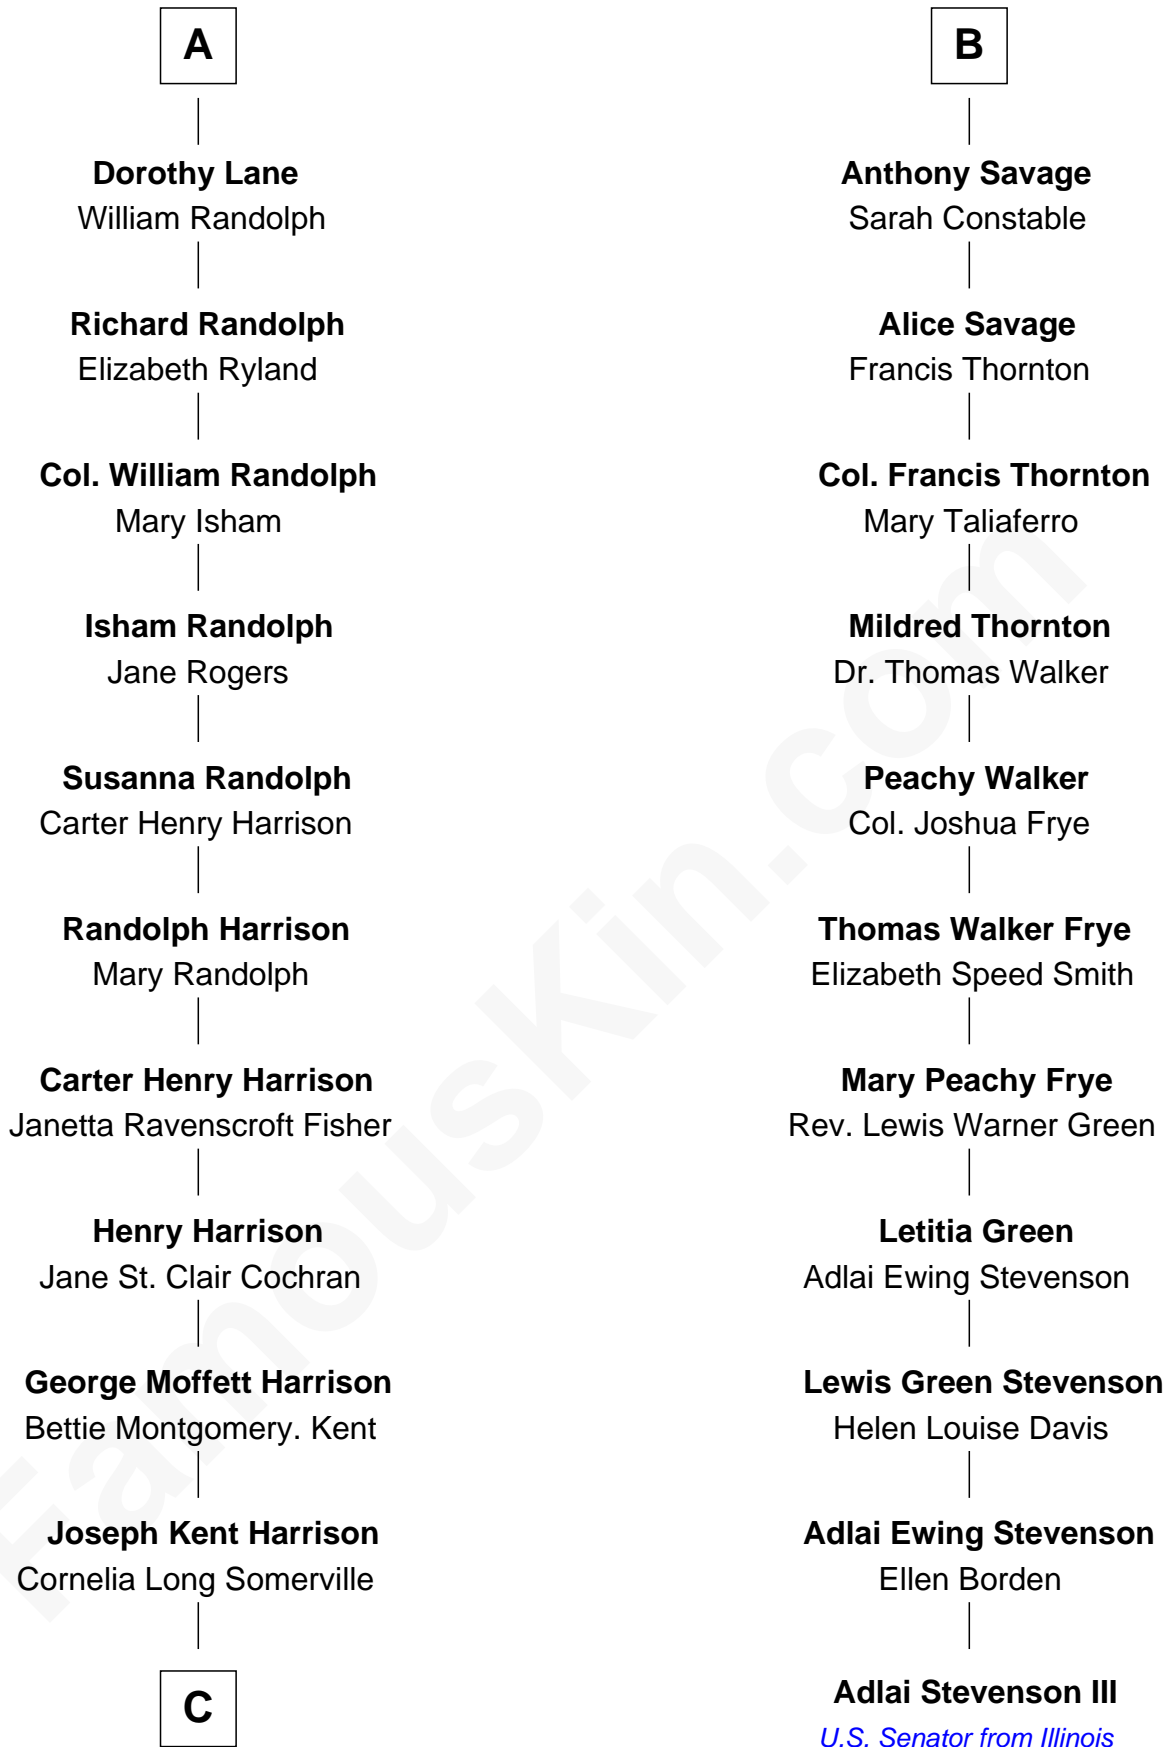 A
Dorothy Lane
William Randolph
Richard Randolph
Elizabeth Ryland
Col. William Randolph
Mary Isham
Isham Randolph
Jane Rogers
Susanna Randolph
Carter Henry Harrison
Randolph Harrison
Mary Randolph
Carter Henry Harrison
Janetta Ravenscroft Fisher
Henry Harrison
Jane St. Clair Cochran
George Moffett Harrison
Bettie Montgomery. Kent
Joseph Kent Harrison
Cornelia Long Somerville
C
B
Anthony Savage
Sarah Constable
Alice Savage
Francis Thornton
Col. Francis Thornton
Mary Taliaferro
Mildred Thornton
Dr. Thomas Walker
Peachy Walker
Col. Joshua Frye
Thomas Walker Frye
Elizabeth Speed Smith
Mary Peachy Frye
Rev. Lewis Warner Green
Letitia Green
Adlai Ewing Stevenson
Lewis Green Stevenson
Helen Louise Davis
Adlai Ewing Stevenson
Ellen Borden
Adlai Stevenson III
U.S. Senator from Illinois
FamousKin.com